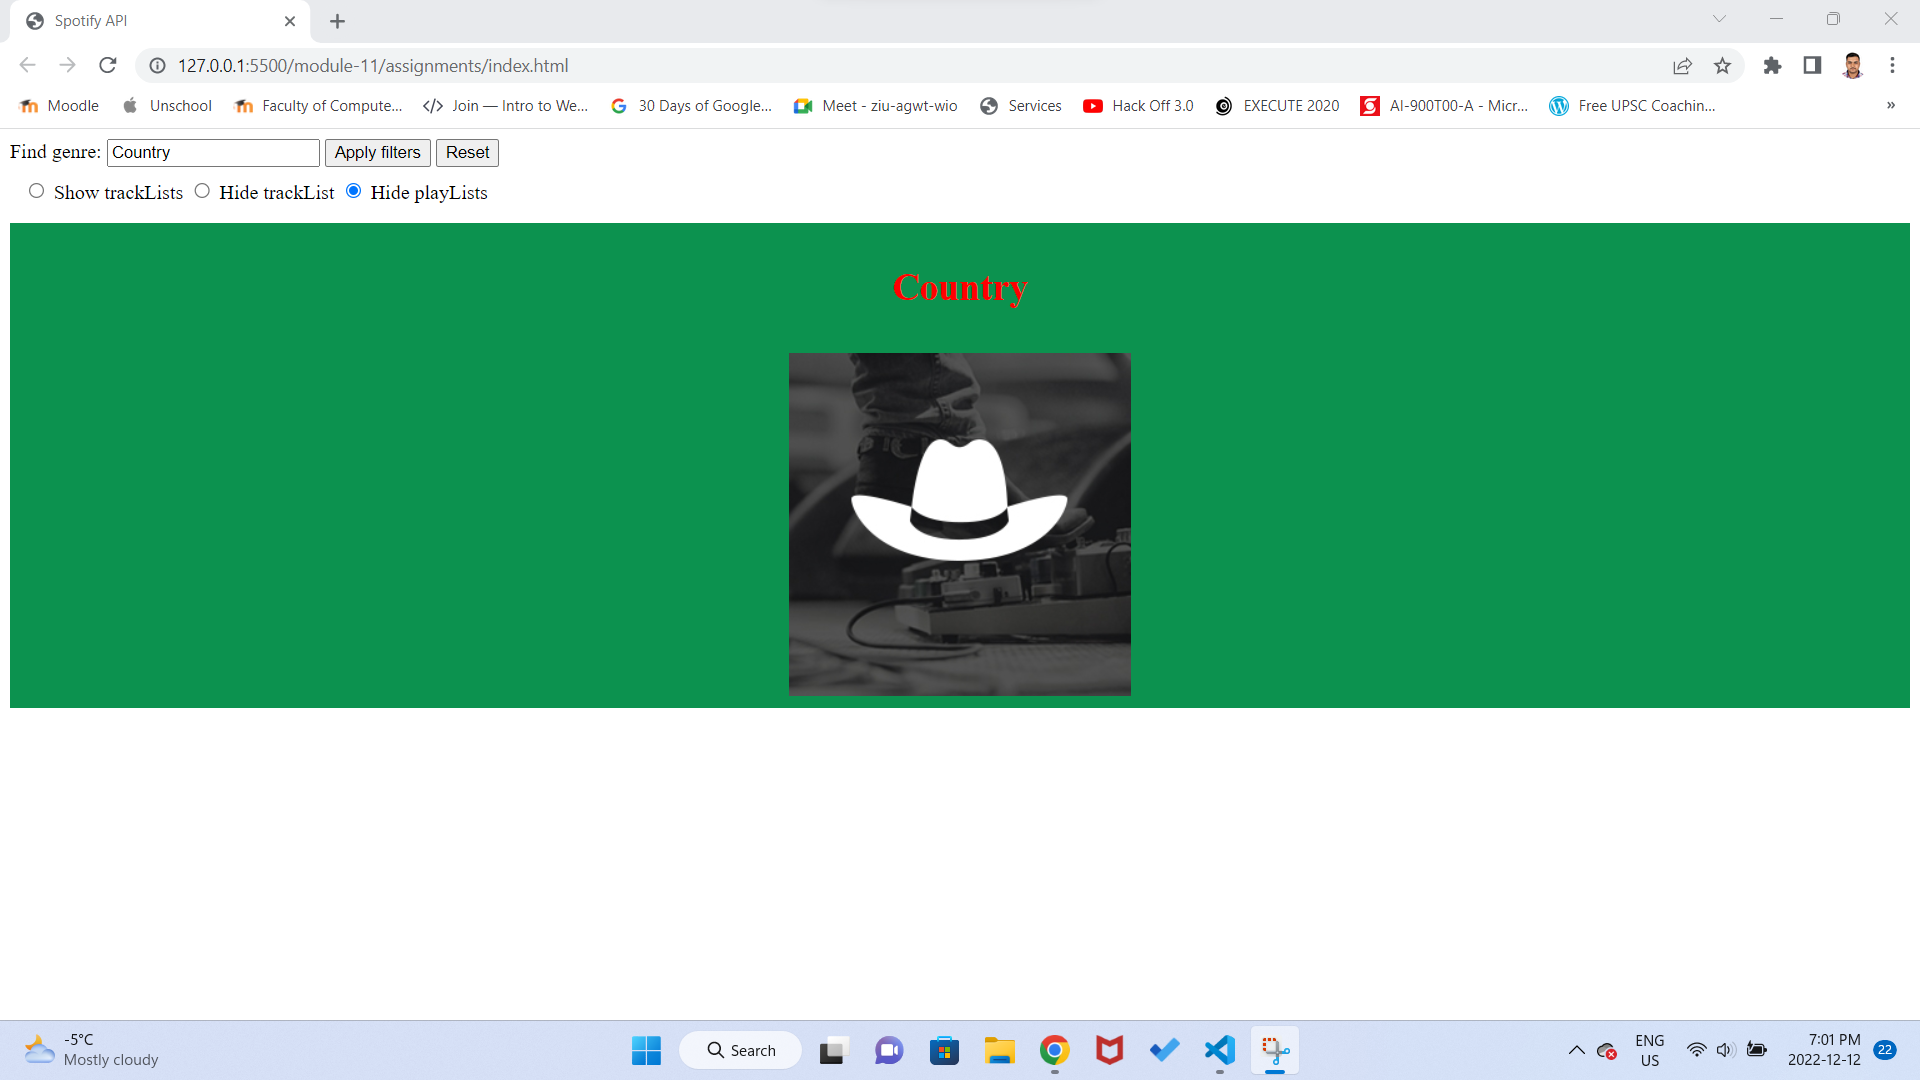 Spotify API
127.0.0.1:5500/module-11/assignments/index.html
Moodle Unschool Faculty of Compute... Join — Intro to We... 30 Days of Google... Meet - ziu-agwt-wio Services Hack Off 3.0 EXECUTE 2020 AI-900T00-A - Micr... Free UPSC Coachin... »
Find genre: Country Apply filters Reset
Show trackLists Hide trackList Hide playLists
Country
-5°C
Mostly cloudy
Search
ENG
US
7:01 PM
2022-12-12
22